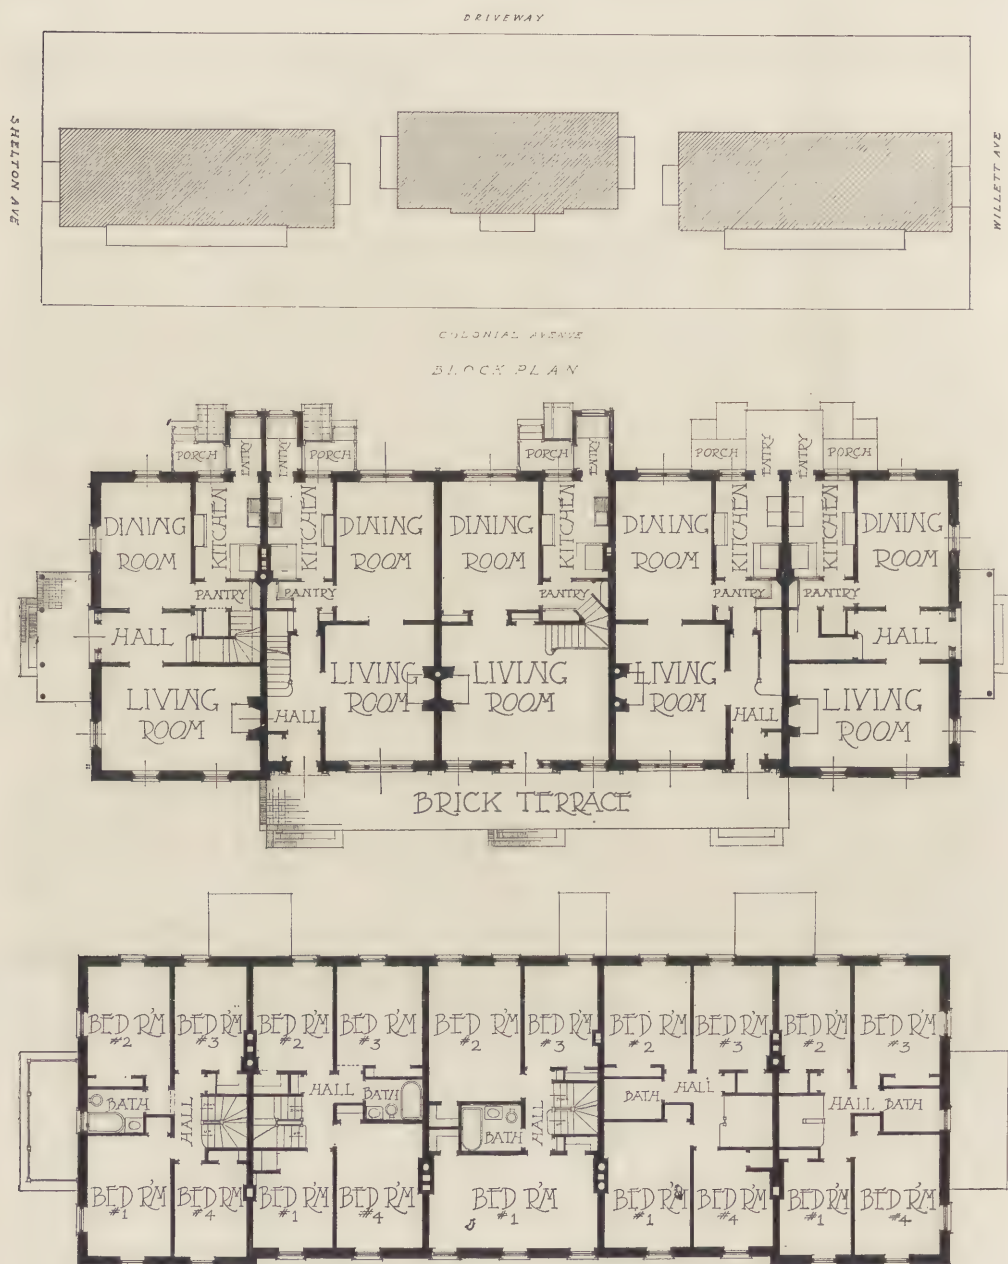 DRIVEWAY
SHELTON AVE
WILLETT AVE
COLONIAL AVENUE
BLOCK PLAN
PORCH
ENTRY
ENTRY
PORCH
PORCH
ENTRY
PORCH
ENTRY
ENTRY
PORCH
DINING
ROOM
KITCHEN
KITCHEN
DINING
ROOM
DINING
ROOM
KITCHEN
DINING
ROOM
KITCHEN
KITCHEN
DINING
ROOM
PANTRY
PANTRY
PANTRY
PANTRY
PANTRY
HALL
HALL
LIVING
ROOM
HALL
LIVING
ROOM
LIVING
ROOM
LIVING
ROOM
HALL
LIVING
ROOM
BRICK TERRACE
BED R'M
#2
BED R'M
#3
BED R'M
#2
BED R'M
#3
BED R'M
#2
BED R'M
#3
BED R'M
#2
BED R'M
#3
BED R'M
#2
BED R'M
#3
BATH
HALL
HALL
BATH
BATH
HALL
BATH
HALL
HALL
BATH
BED R'M
#1
BED R'M
#4
BED R'M
#1
BED R'M
#4
BED R'M
#1
BED R'M
#1
BED R'M
#4
BED R'M
#1
BED R'M
#4